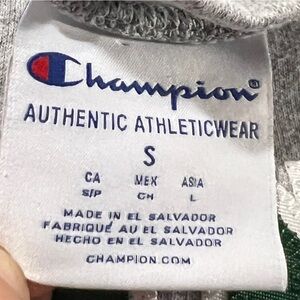 Champion®
AUTHENTIC ATHLETICWEAR
S
CA MEX ASIA
S/P CH L
MADE IN EL SALVADOR
FABRIQUÉ AU EL SALVADOR
HECHO EN EL SALVADOR
CHAMPION.COM